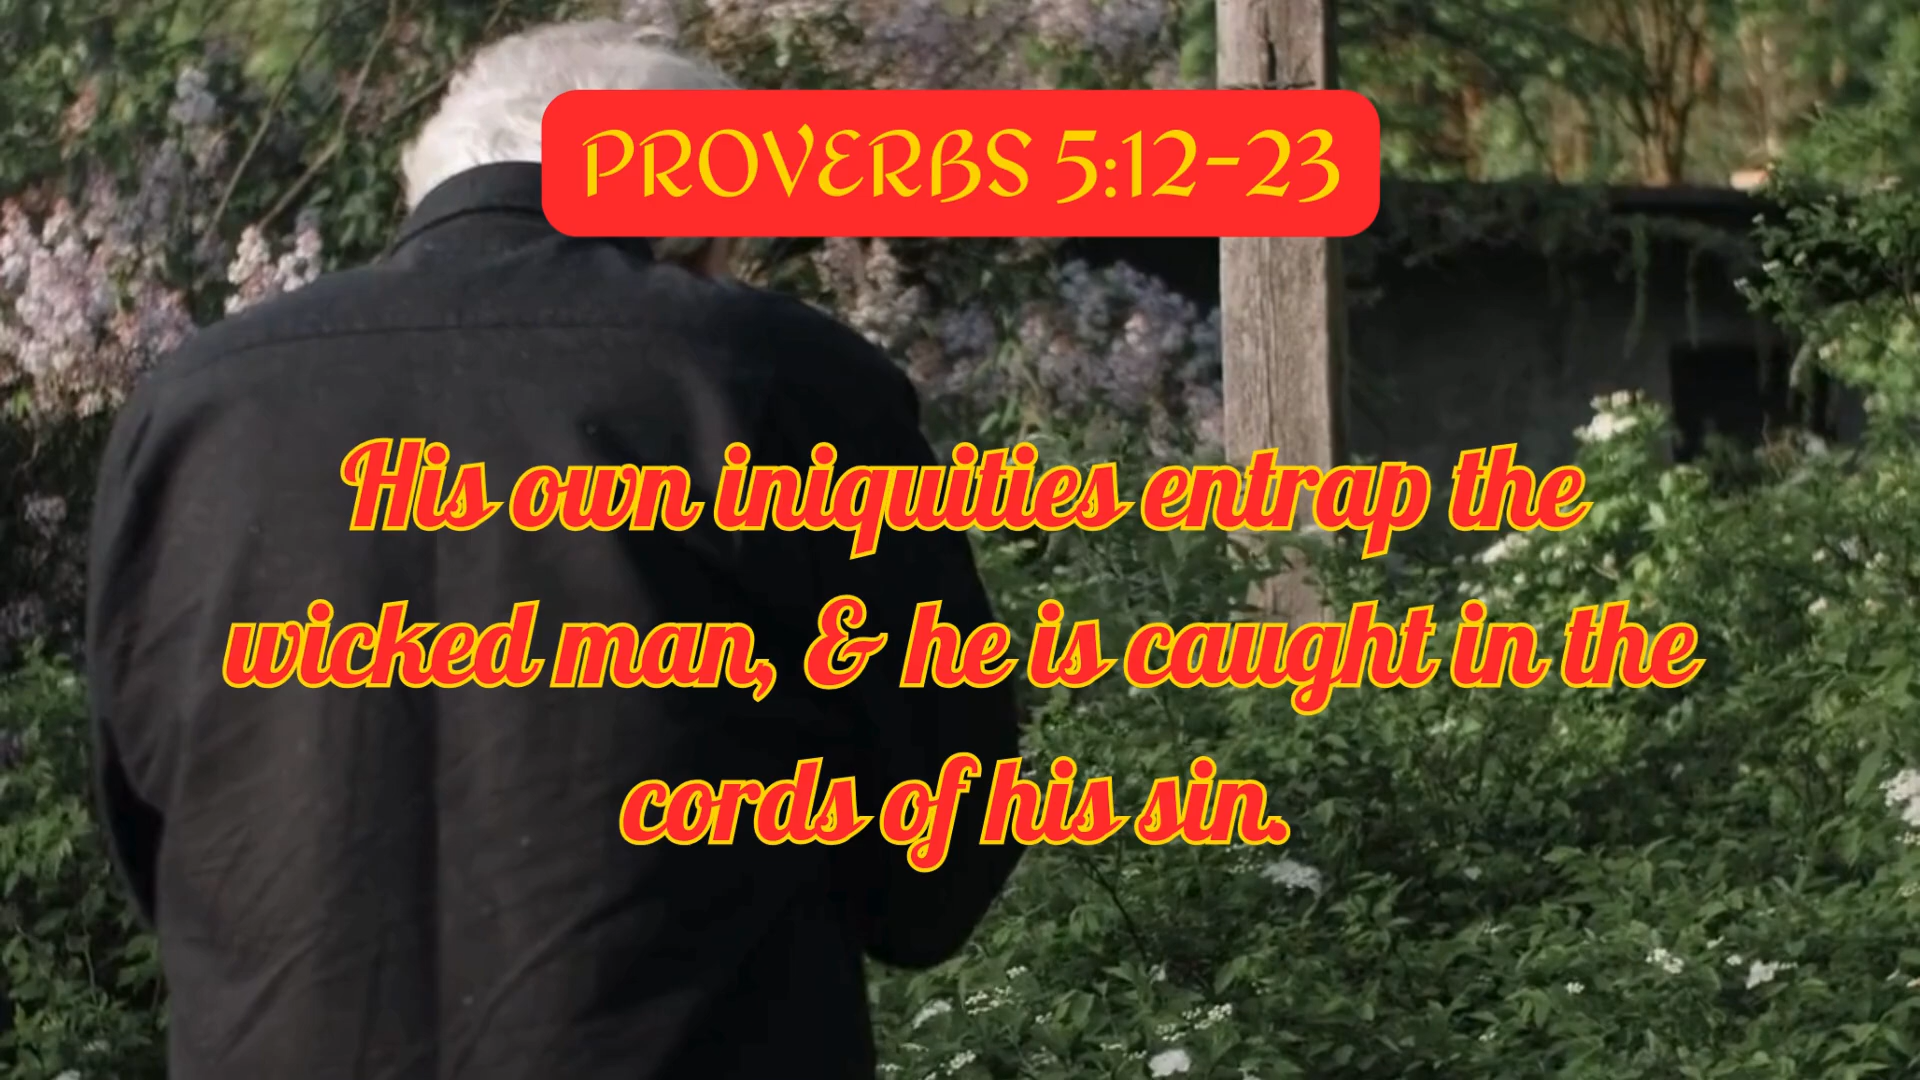 PROVERBS 5:12-23
His own iniquities entrap the
wicked man, & he is caught in the
cords of his sin.